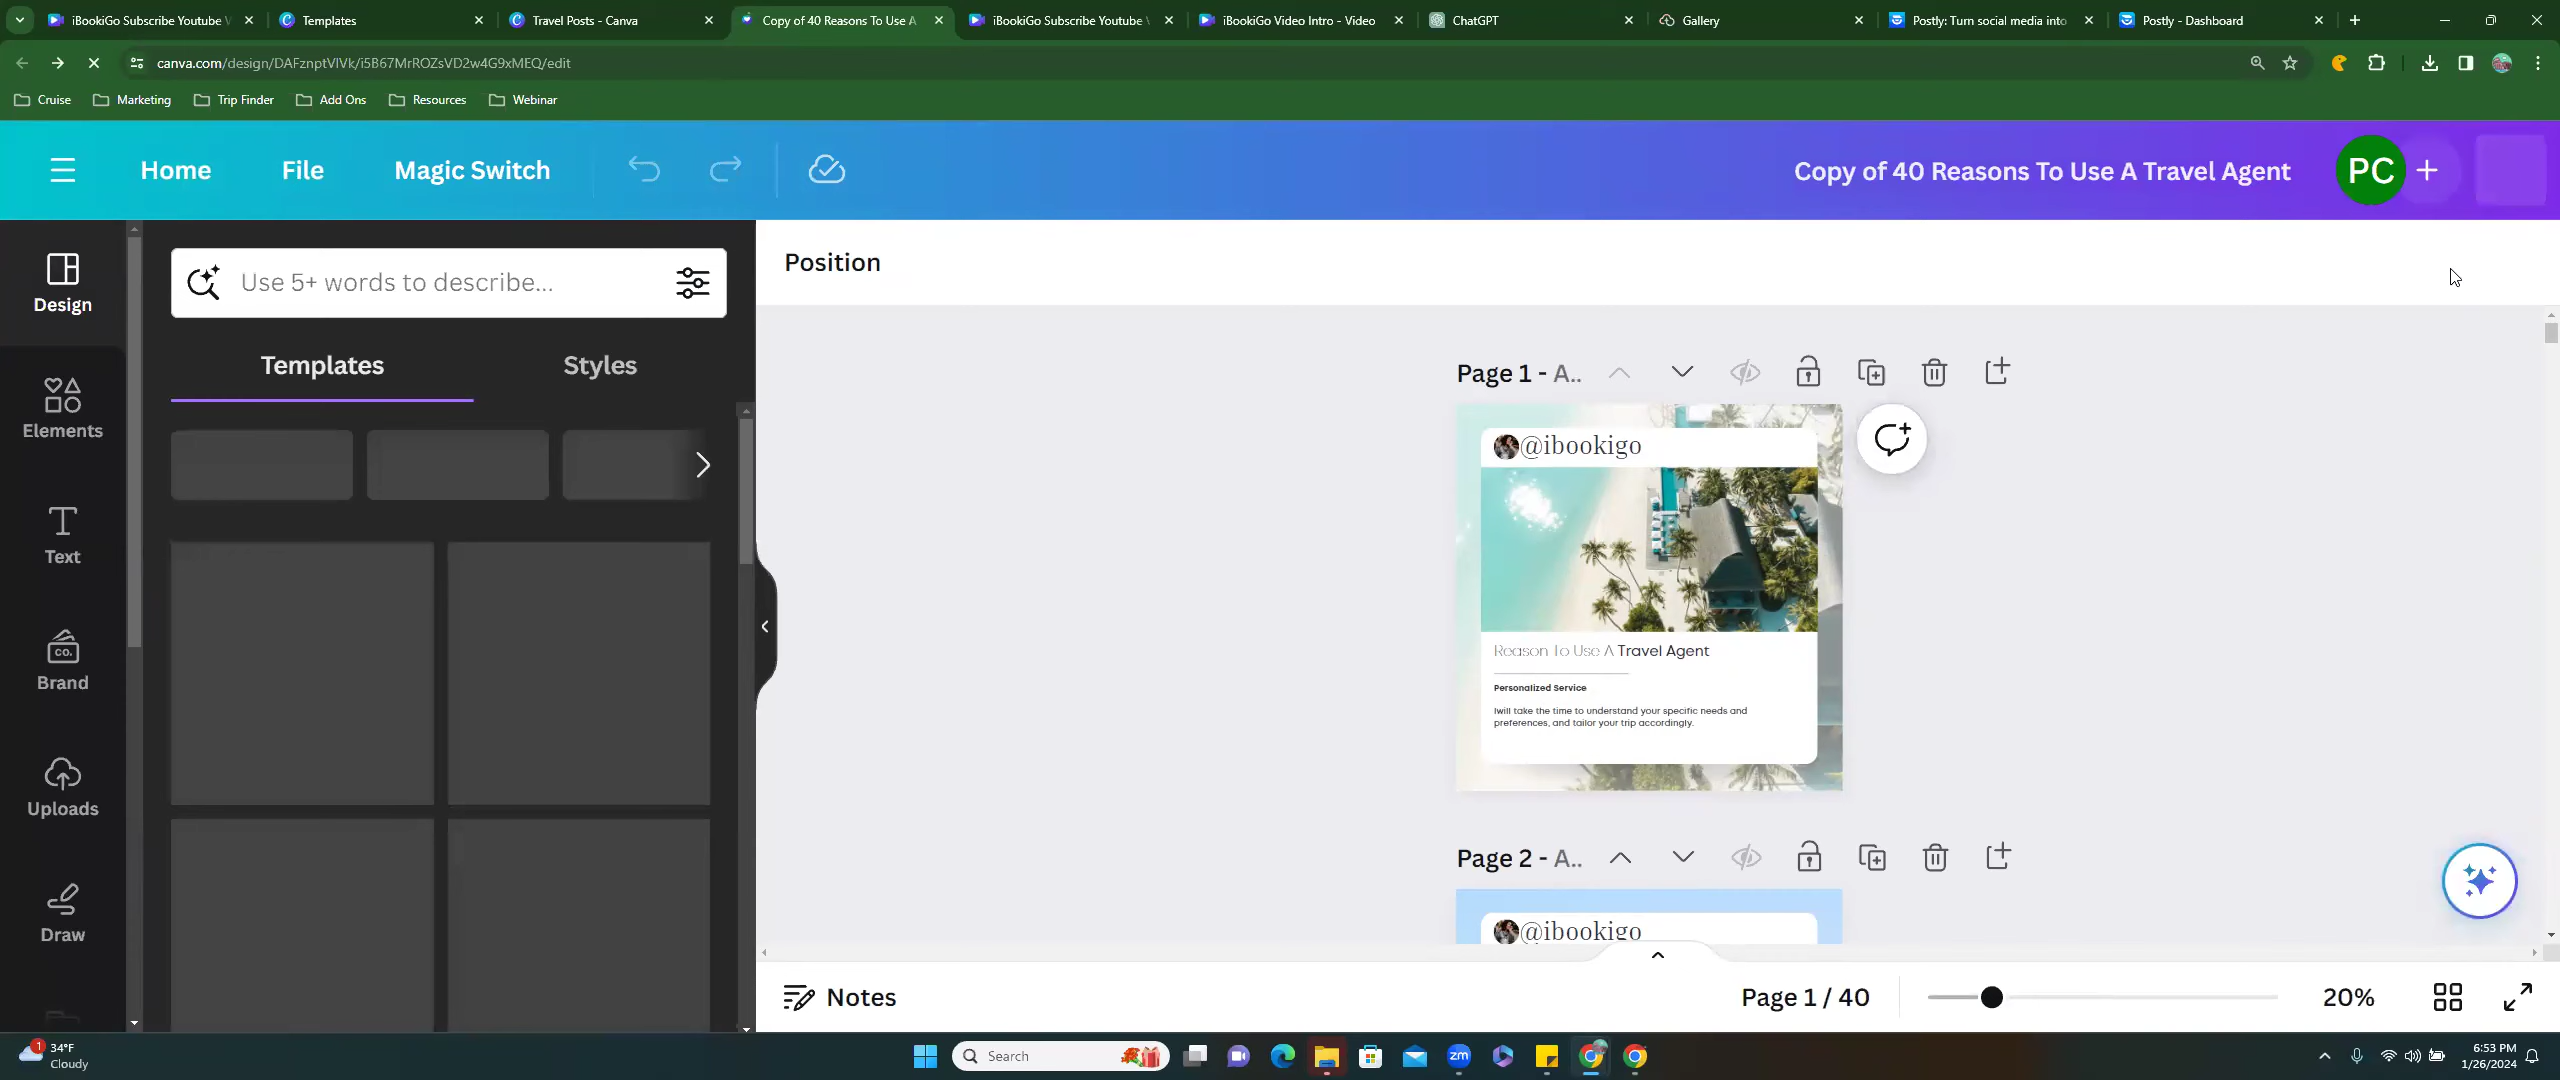 iBookiGo Subscribe Youtube V
Templates
Travel Posts - Canva
Copy of 40 Reasons To Use A
iBookiGo Subscribe Youtube V
iBookiGo Video Intro - Video
ChatGPT
Gallery
Postly: Turn social media into
Postly - Dashboard
canva.com/design/DAFznptVIVk/i5B67MrROZsVD2w4G9xMEQ/edit
Cruise
Marketing
Trip Finder
Add Ons
Resources
Webinar
Home
File
Magic Switch
Copy of 40 Reasons To Use A Travel Agent
PC
Design
Elements
Text
Brand
co.
Uploads
Draw
Use 5+ words to describe...
Templates
Styles
Position
Page 1 - A..
@ibookigo
Reason To Use A Travel Agent
Personalized Service
Iwill take the time to understand your specific needs and
preferences, and tailor your trip accordingly.
Page 2 - A..
@ibookigo
Notes
Page 1 / 40
20%
1
34°F
Cloudy
Search
zm
6:53 PM
1/26/2024